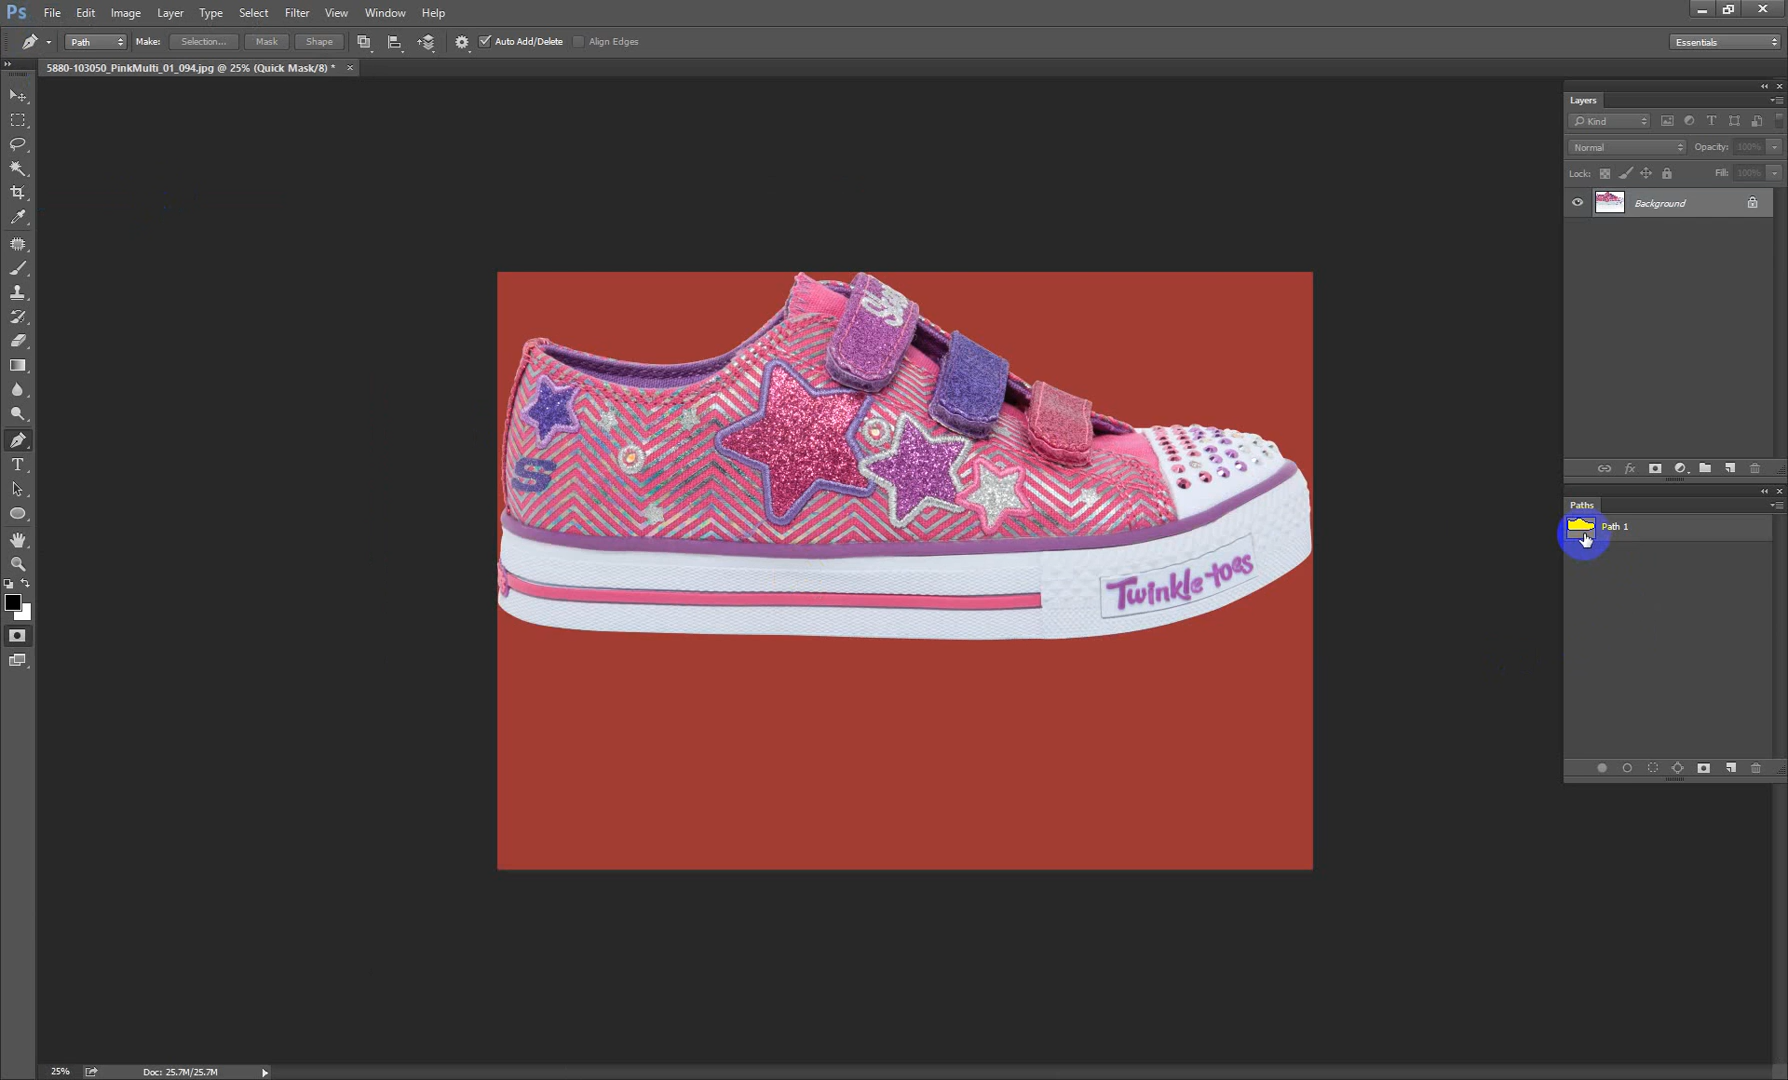 Ps File Edit Image Layer Type Select Filter View Window Help
Path Make: Selection... Mask Shape Auto Add/Delete Align Edges Essentials
5880-103050_PinkMulti_01_094.jpg @ 25% (Quick Mask/8) *
Layers
Kind
Normal Opacity: 100%
Lock: Fill: 100%
Background
Paths
Path 1
S
Twinkle toes
25% Doc: 25.7M/25.7M